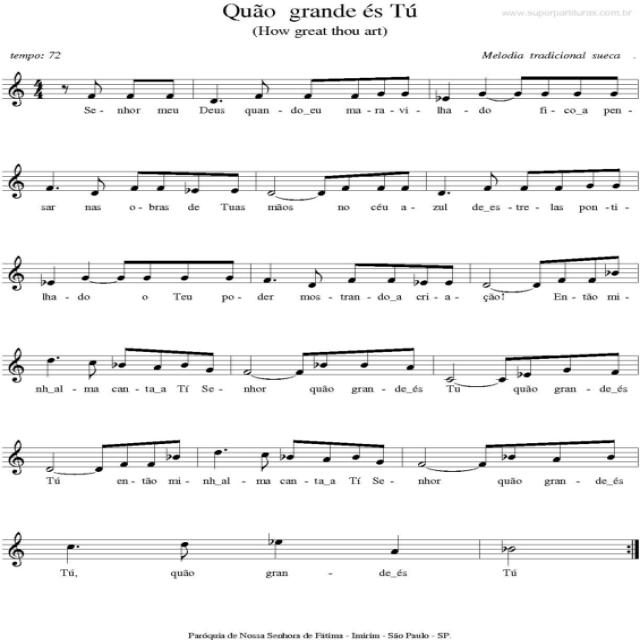 Quão grande és Tú
www.superpartituras.com.br
(How great thou art)
tempo: 72 Melodia tradicional sueca .
Se - nhor meu Deus quan - do_eu ma - ra - vi - lha - do fi - co_a pen -
sar nas o - bras de Tuas mãos no céu a - zul de_es - tre - las pon - ti -
lha - do o Teu po - der mos - tran - do_a cri - a - ção! En - tão mi -
nh_al - ma can - ta_a Tí Se - nhor quão gran - de_és Tu quão gran - de_és
Tú en - tão mi - nh_al - ma can - ta_a Tí Se - nhor quão gran - de_és
Tú, quão gran - de_és Tú
Paróquia de Nossa Senhora de Fátima - Imirim - São Paulo - SP.